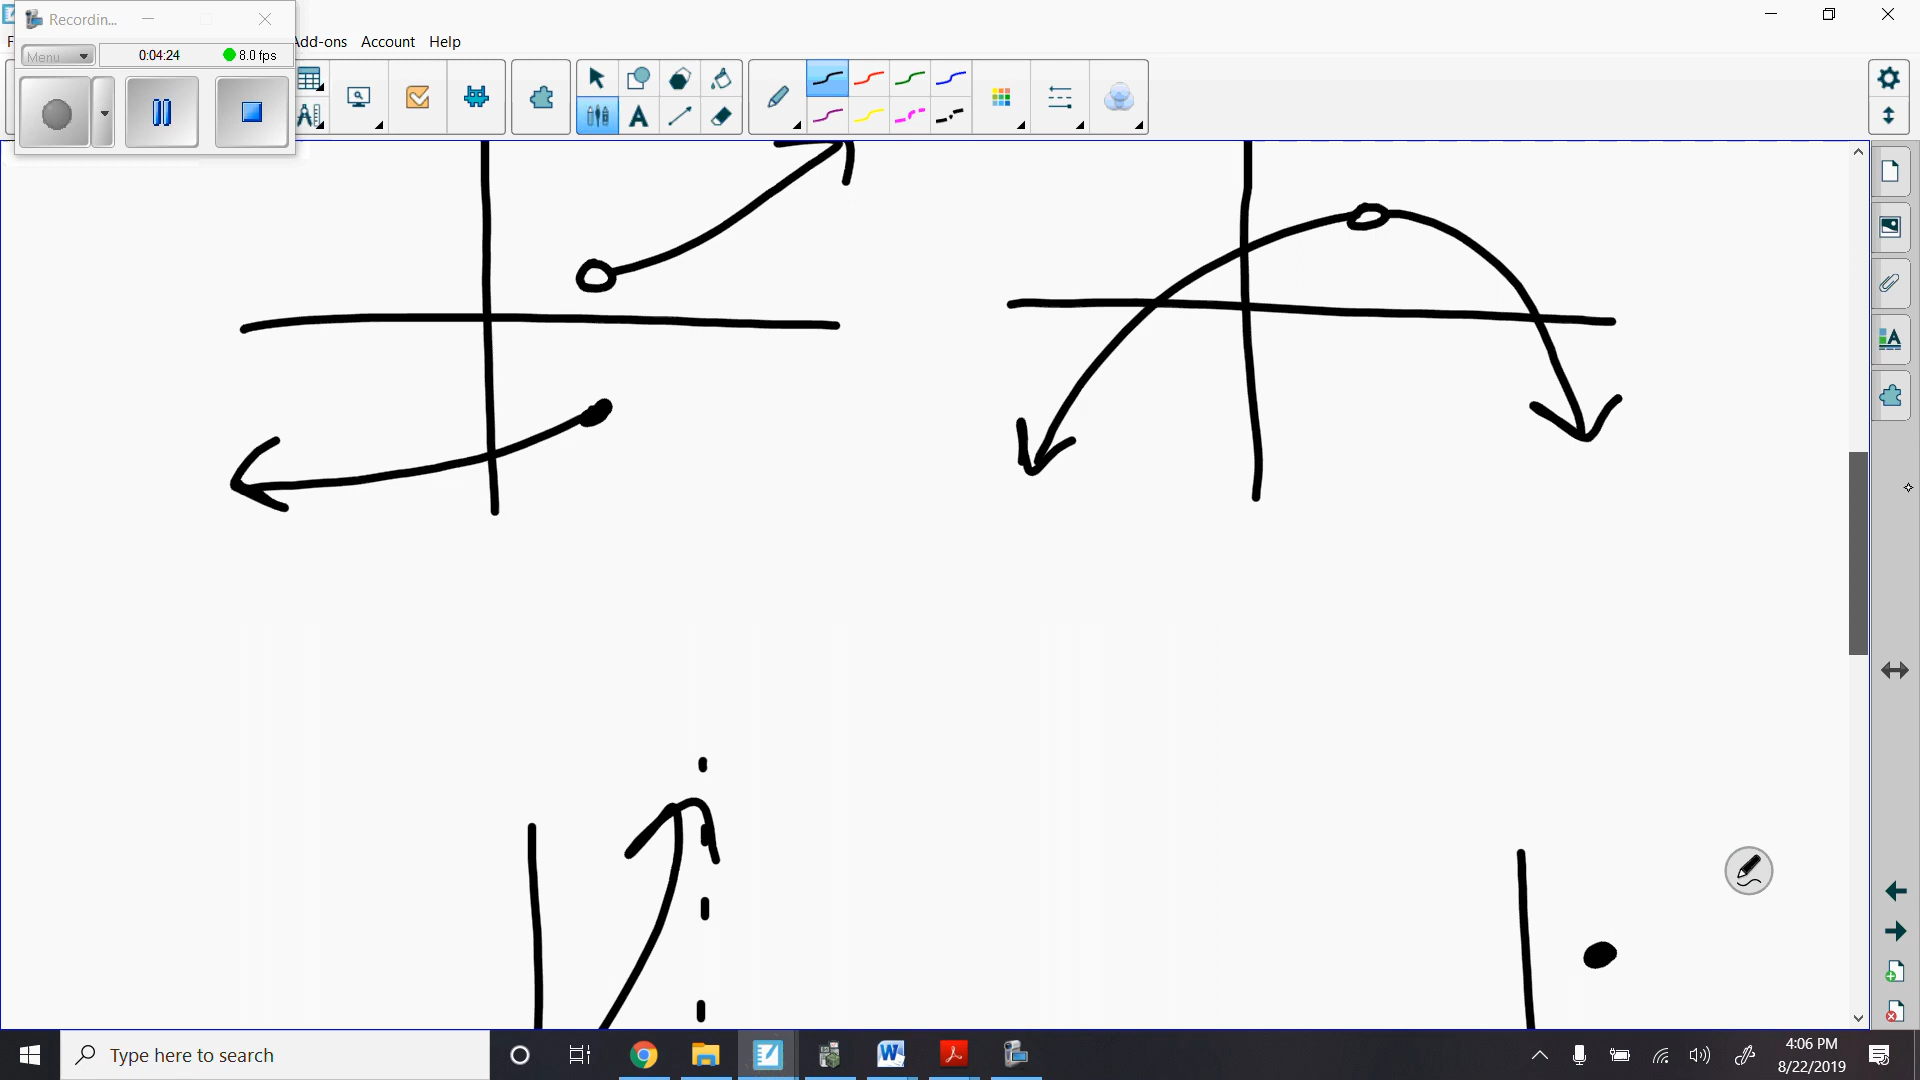 Recordin...
Add-ons Account Help
Menu 0:04:24 8.0 fps
A
A
Type here to search
W
4:06 PM
8/22/2019